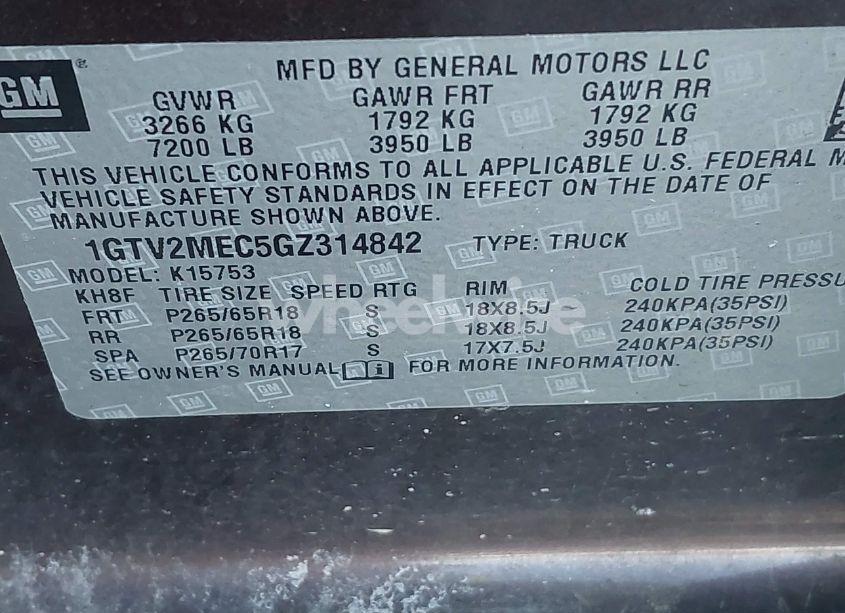 GM ®
MFD BY GENERAL MOTORS LLC
GVWR GAWR FRT GAWR RR
3266 KG 1792 KG 1792 KG
7200 LB 3950 LB 3950 LB
THIS VEHICLE CONFORMS TO ALL APPLICABLE U.S. FEDERAL M
VEHICLE SAFETY STANDARDS IN EFFECT ON THE DATE OF
MANUFACTURE SHOWN ABOVE.
1GTV2MEC5GZ314842 TYPE: TRUCK
MODEL: K15753
KH8F TIRE SIZE SPEED RTG RIM COLD TIRE PRESSU
FRT P265/65R18 S 18X8.5J 240KPA(35PSI)
RR P265/65R18 S 18X8.5J 240KPA(35PSI)
SPA P265/70R17 S 17X7.5J 240KPA(35PSI)
SEE OWNER'S MANUAL FOR MORE INFORMATION.